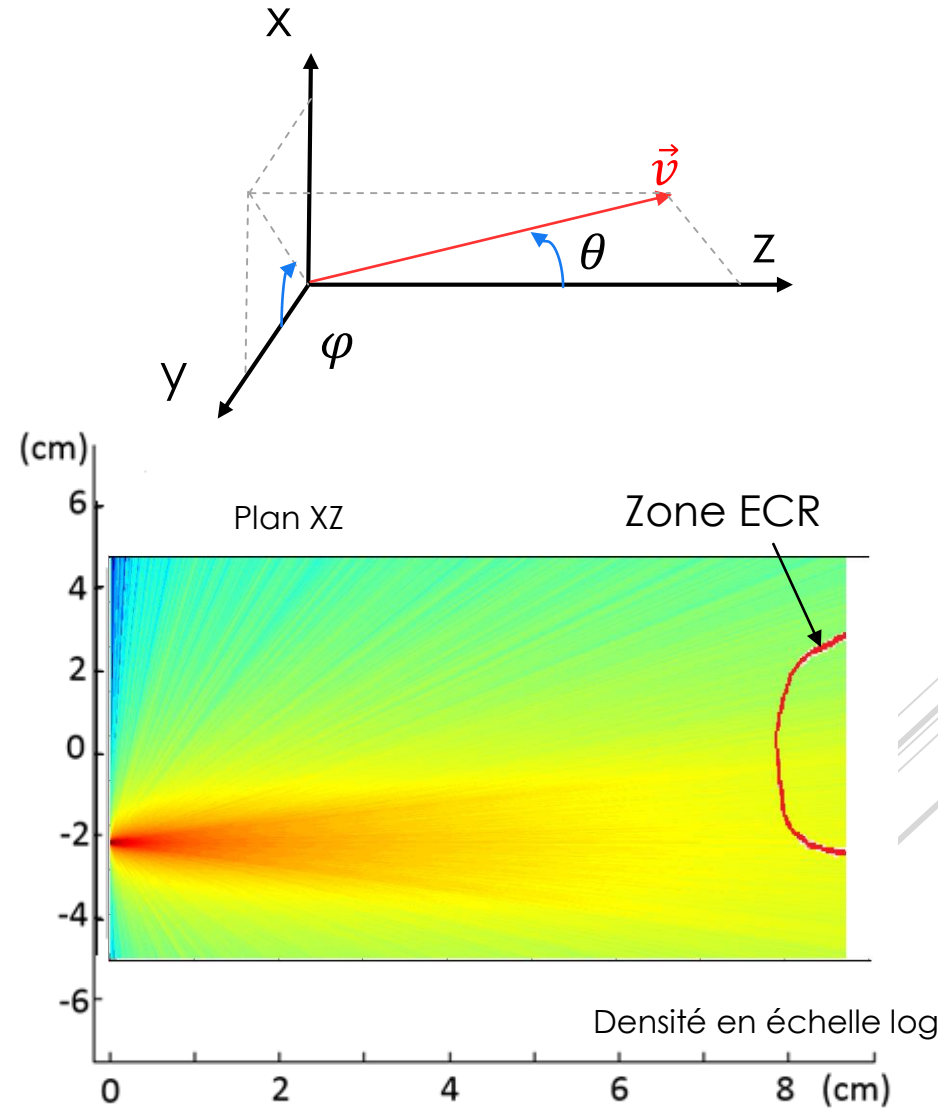 X
v⃗
θ
Z
φ
y
(cm)
6
4
2
0
-2
-4
-6
Plan XZ
Zone ECR
Densité en échelle log
0 2 4 6 8 (cm)